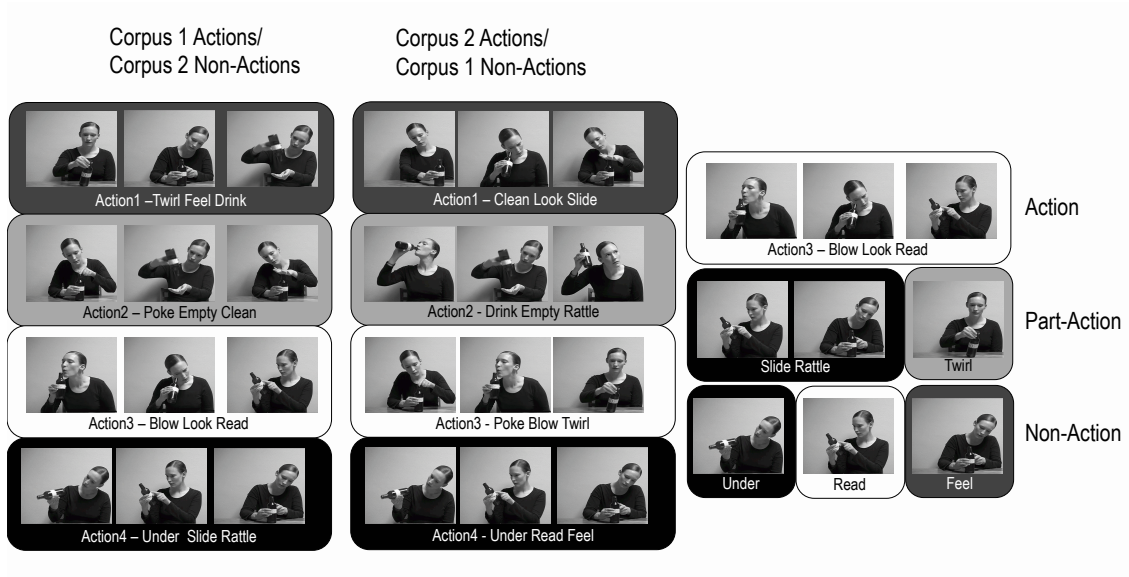 Corpus 1 Actions/
Corpus 2 Non-Actions
Corpus 2 Actions/
Corpus 1 Non-Actions
Action1 –Twirl Feel Drink
Action2 – Poke Empty Clean
Action3 – Blow Look Read
Action4 – Under Slide Rattle
Action1 – Clean Look Slide
Action2 - Drink Empty Rattle
Action3 - Poke Blow Twirl
Action4 - Under Read Feel
Action3 – Blow Look Read
Action
Slide Rattle
Twirl
Part-Action
Under
Read
Feel
Non-Action